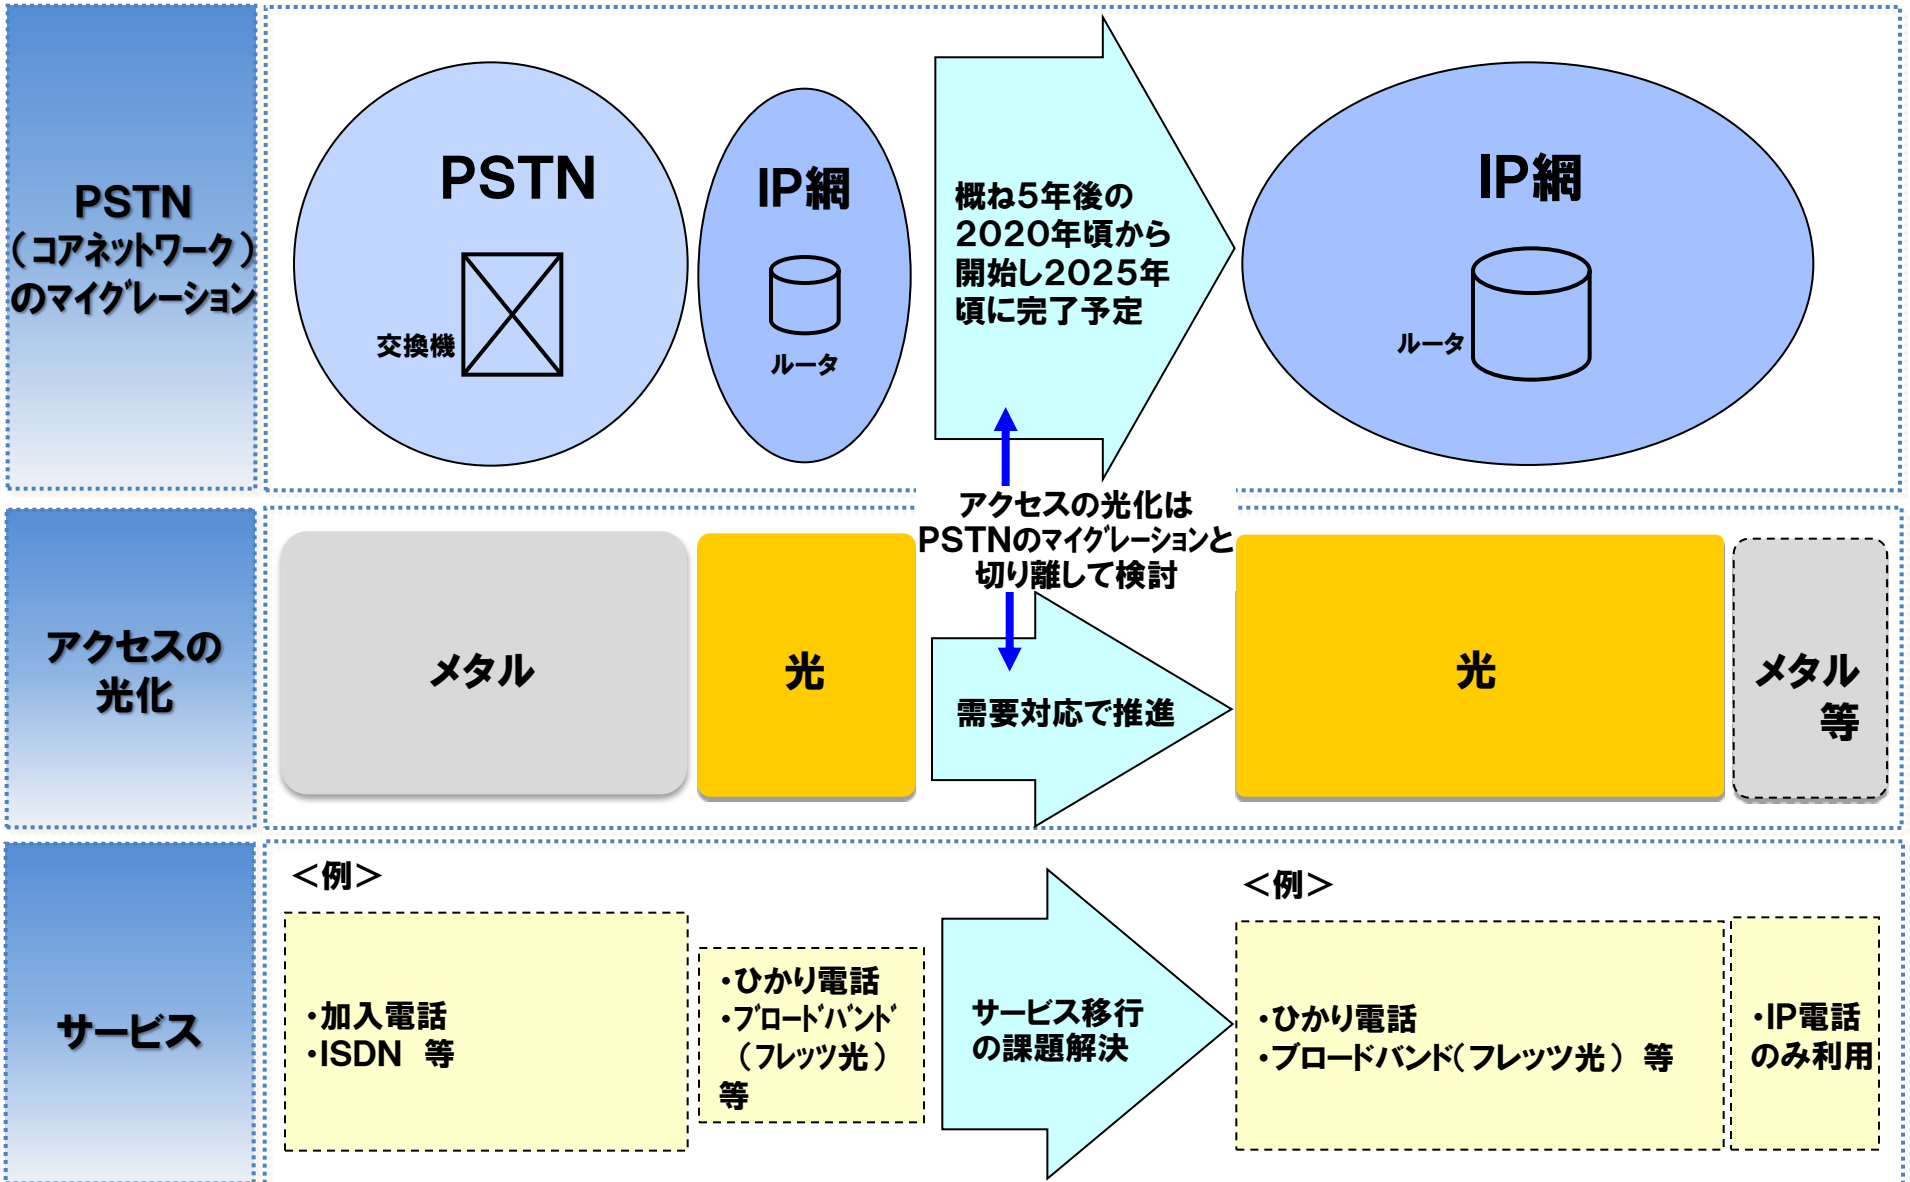 PSTN
（コアネットワーク）
のマイグレーション
PSTN
交換機
IP網
ルータ
概ね5年後の
2020年頃から
開始し2025年
頃に完了予定
IP網
ルータ
アクセスの光化は
PSTNのマイグレーションと
切り離して検討
アクセスの
光化
メタル
光
需要対応で推進
光
メタル
等
サービス
＜例＞
・加入電話
・ISDN　等
・ひかり電話
・ﾌﾞﾛｰﾄﾞﾊﾞﾝﾄﾞ
（フレッツ光）
等
サービス移行
の課題解決
＜例＞
・ひかり電話
・ブロードバンド（フレッツ光）　等
・IP電話
のみ利用